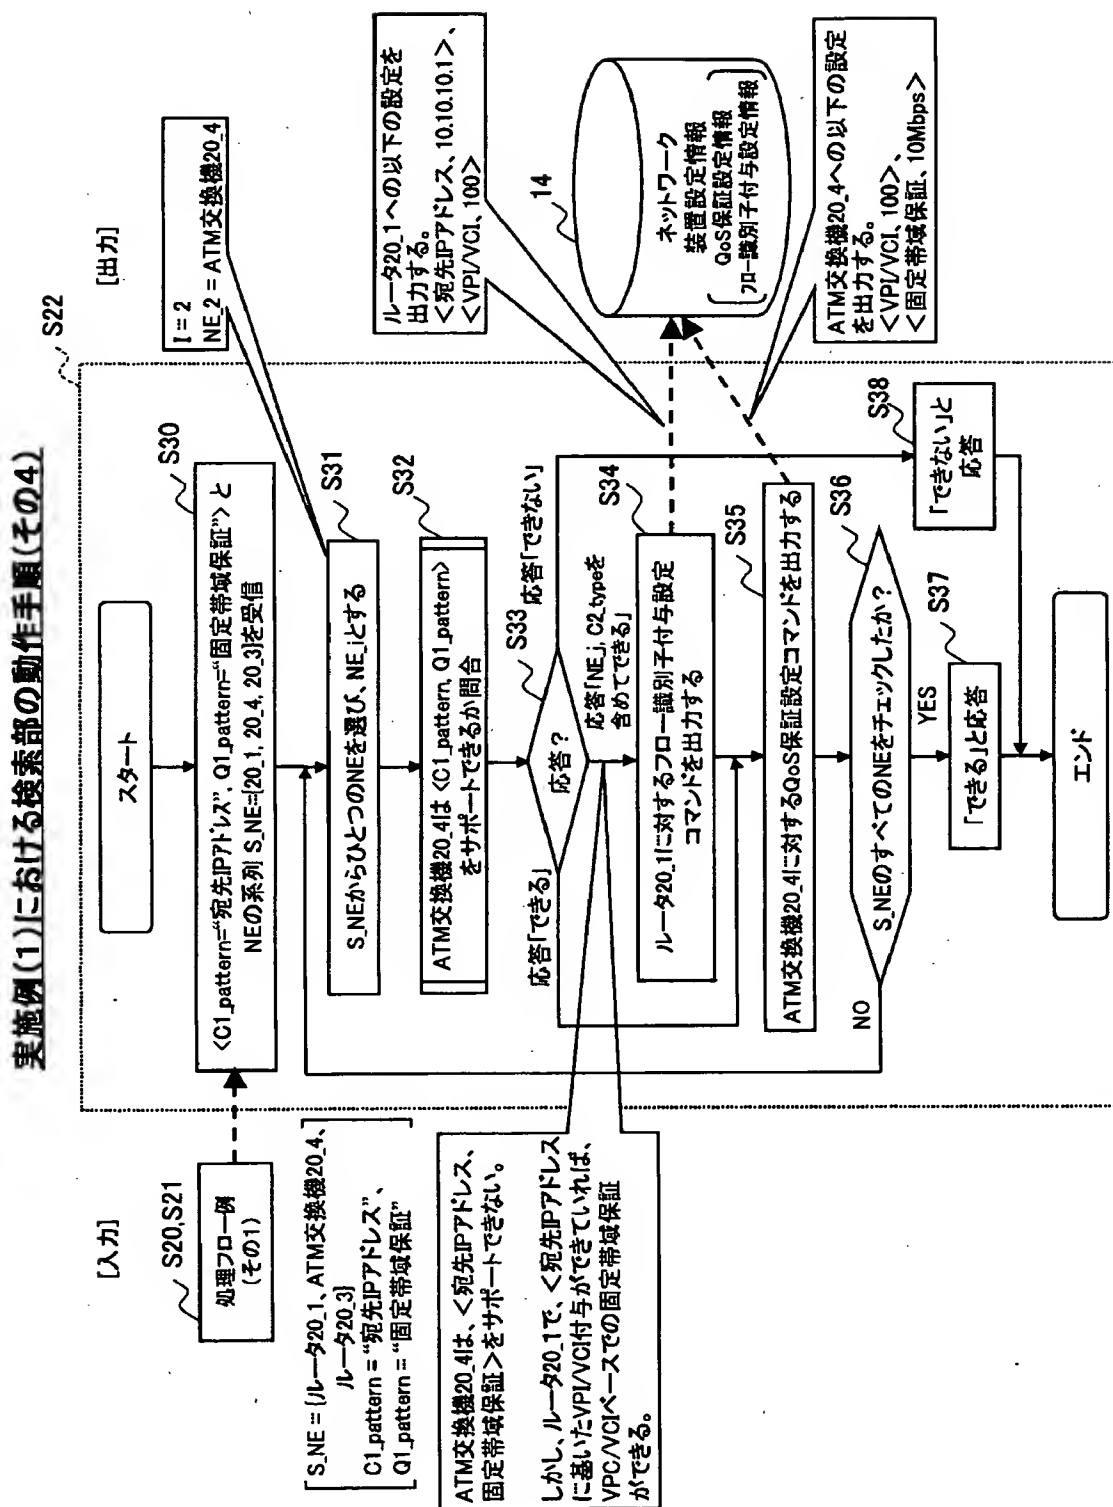 実施例(1)における検索部の動作手順(その4)
[入力]
[出力]
S20,S21
処理フロー例
(その1)
S_NE = {ルータ20_1、ATM交換機20_4、
ルータ20_3}
C1_pattern = “宛先IPアドレス”、
Q1_pattern = “固定帯域保証”
ATM交換機20_4は、<宛先IPアドレス、
固定帯域保証>をサポートできない。
しかし、ルータ20_1で、<宛先IPアドレス
に基いたVPI/VCI付与ができていれば、
VPC/VCIベースでの固定帯域保証
ができる。
S22
スタート
S30
<C1_pattern=“宛先IPアドレス”, Q1_pattern=“固定帯域保証”> と
NEの系列 S_NE={20_1, 20_4, 20_3}を受信
S31
S_NEからひとつのNEを選び、NE_iとする
S32
ATM交換機20_4は <C1_pattern, Q1_pattern>
をサポートできるか問合
S33
応答?
応答「できる」
応答「NE_j, C2_typeを
含めてできる」
応答「できない」
S34
ルータ20_1に対するフロー識別子付与設定
コマンドを出力する
S35
ATM交換機20_4に対するQoS保証設定コマンドを出力する
S36
S_NEのすべてのNEをチェックしたか?
NO
YES
S37
「できる」と応答
S38
「できない」と
応答
エンド
I = 2
NE_2 = ATM交換機20_4
ルータ20_1への以下の設定を
出力する。
<宛先IPアドレス、10.10.10.1>、
<VPI/VCI、100>
14
ネットワーク
装置設定情報
QoS保証設定情報
フロー識別子付与設定情報
ATM交換機20_4への以下の設定
を出力する。
<VPI/VCI、100>、
<固定帯域保証、10Mbps>